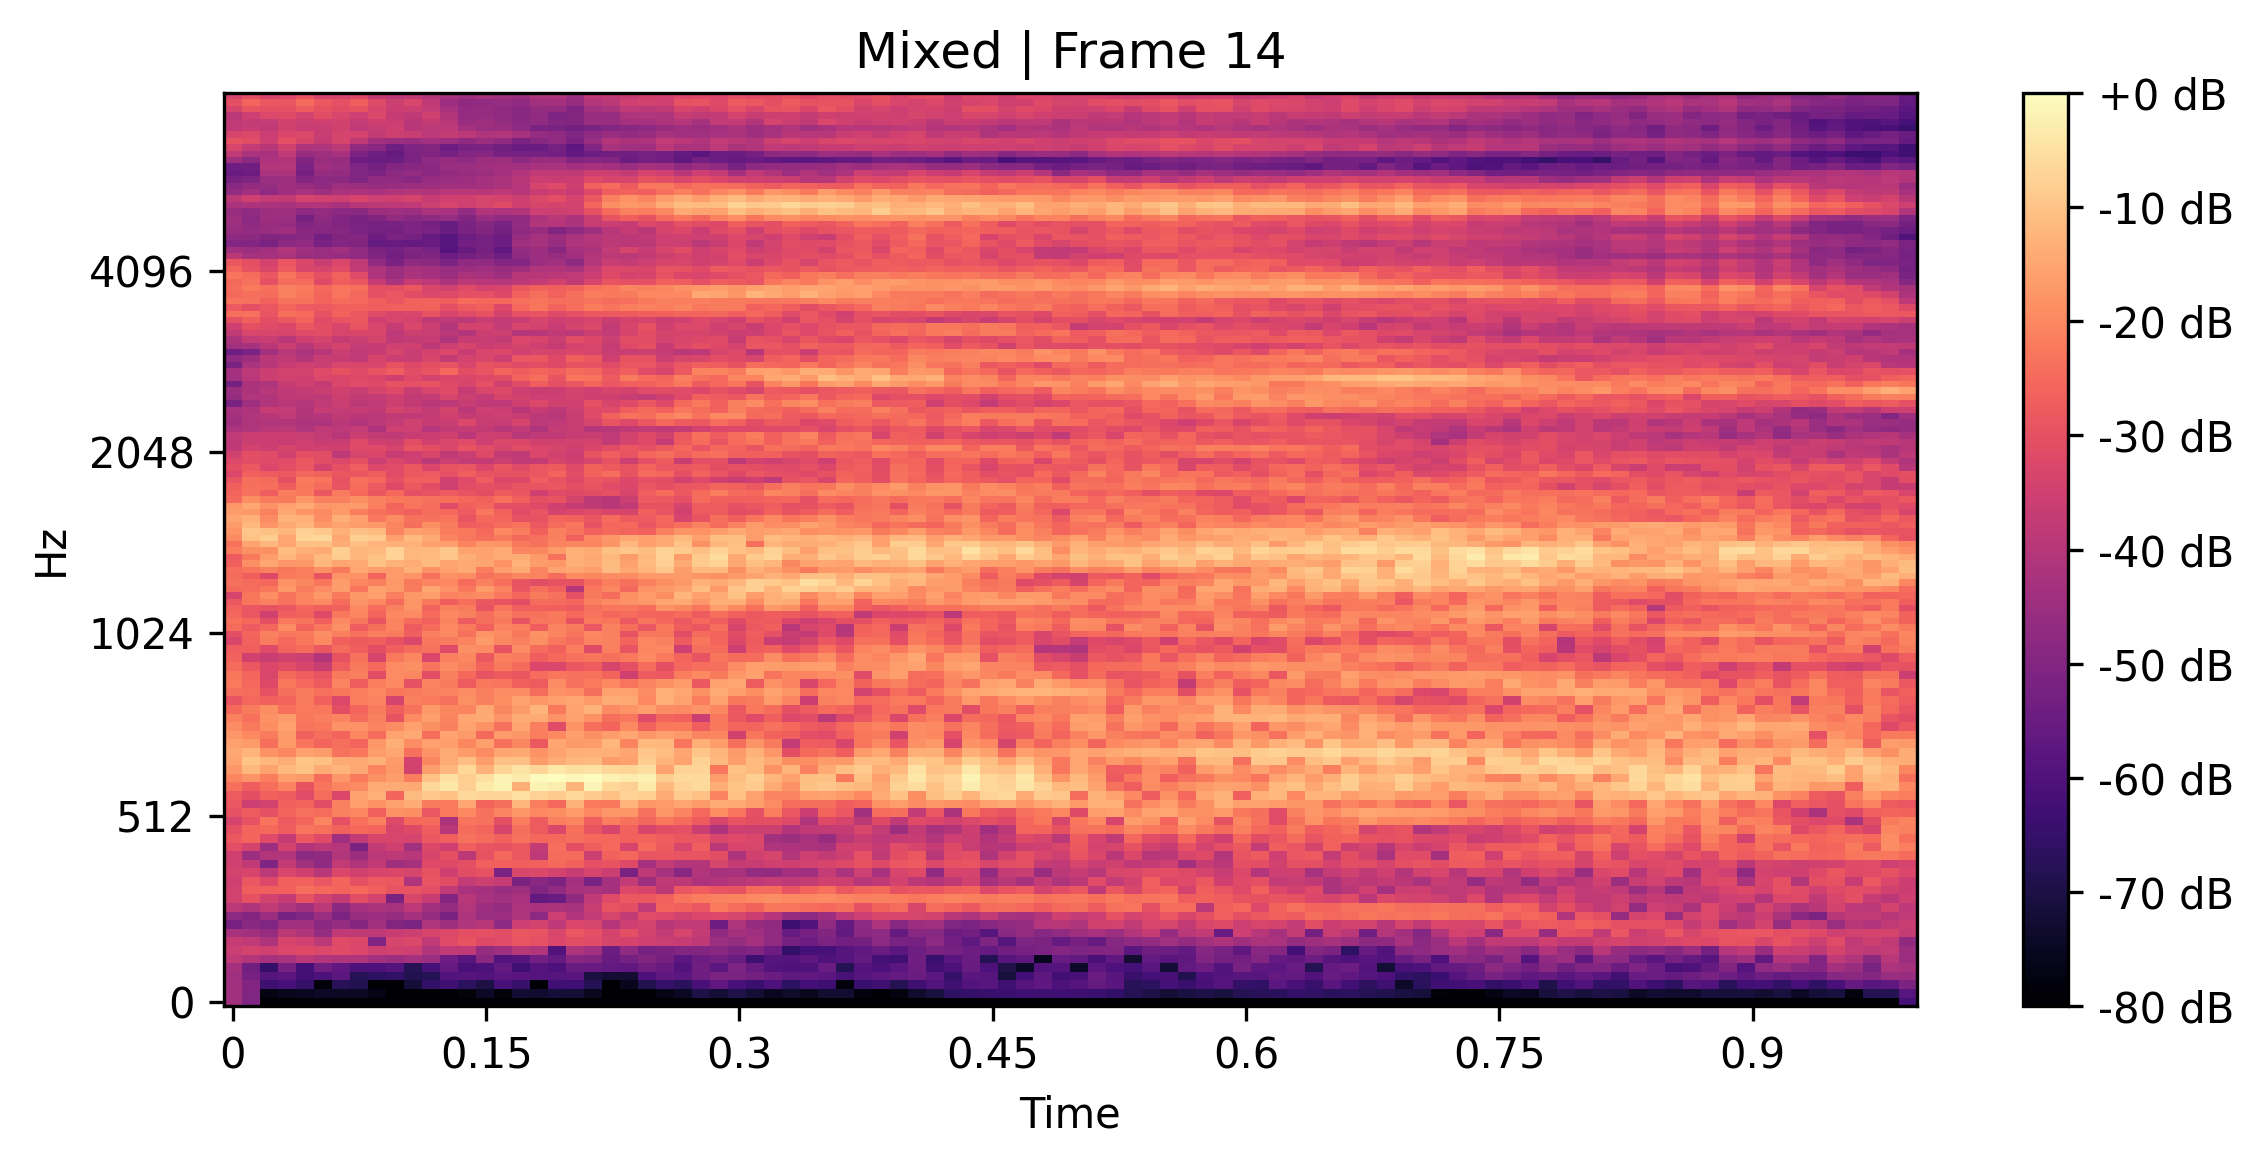 Mixed | Frame 14
+0 dB
-10 dB
-20 dB
-30 dB
-40 dB
-50 dB
-60 dB
-70 dB
-80 dB
Hz
4096
2048
1024
512
0
0 0.15 0.3 0.45 0.6 0.75 0.9
Time